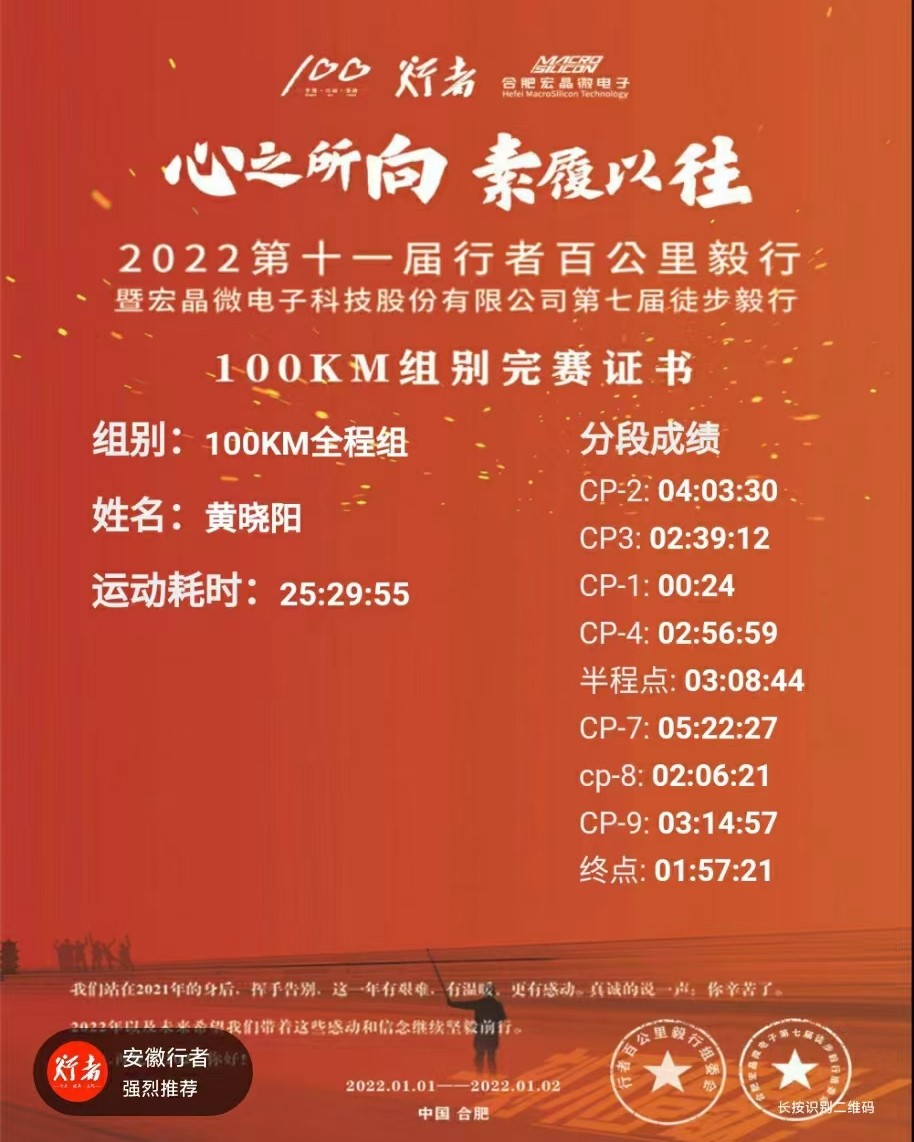 100
行者
MACRO
SILICON
合肥宏晶微电子
Hefei MacroSilicon Technology
心之所向 素履以往
2022第十一届行者百公里毅行
暨宏晶微电子科技股份有限公司第七届徒步毅行
100KM组别完赛证书
组别：100KM全程组
姓名：黄晓阳
运动耗时：25:29:55
分段成绩
CP-2: 04:03:30
CP3: 02:39:12
CP-1: 00:24
CP-4: 02:56:59
半程点: 03:08:44
CP-7: 05:22:27
cp-8: 02:06:21
CP-9: 03:14:57
终点: 01:57:21
我们站在2021年的身后，挥手告别，这一年有艰难，有温暖，更有感动。真诚的说一声：你辛苦了。
2022年以及未来希望我们带着这些感动和信念继续坚毅前行。
你好！
行者
安徽行者
强烈推荐
2022.01.01——2022.01.02
中国 合肥
行者百公里毅行组委会
长按识别二维码